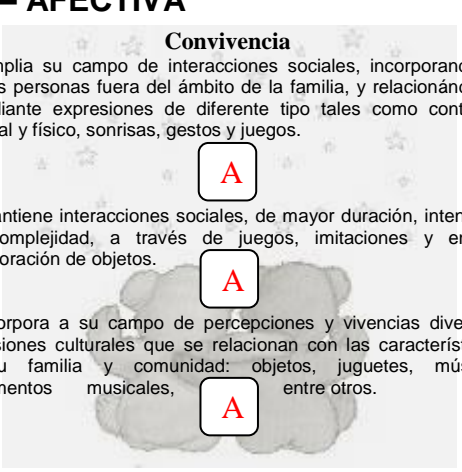 – AFECTIVA
Convivencia
mplia su campo de interacciones sociales, incorporand
s personas fuera del ámbito de la familia, y relacionánd
diante expresiones de diferente tipo tales como cont
al y físico, sonrisas, gestos y juegos.
A
antiene interacciones sociales, de mayor duración, inten
omplejidad, a través de juegos, imitaciones y en
oración de objetos.
A
orpora a su campo de percepciones y vivencias dive
siones culturales que se relacionan con las característ
u familia y comunidad: objetos, juguetes, mús
mentos musicales, entre otros.
A